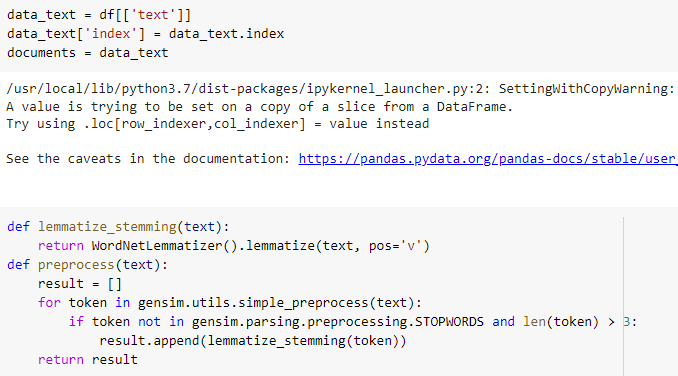 data_text = df[['text']]
data_text['index'] = data_text.index
documents = data_text
/usr/local/lib/python3.7/dist-packages/ipykernel_launcher.py:2: SettingWithCopyWarning:
A value is trying to be set on a copy of a slice from a DataFrame.
Try using .loc[row_indexer,col_indexer] = value instead
See the caveats in the documentation: https://pandas.pydata.org/pandas-docs/stable/user_
def lemmatize_stemming(text):
    return WordNetLemmatizer().lemmatize(text, pos='v')
def preprocess(text):
    result = []
    for token in gensim.utils.simple_preprocess(text):
        if token not in gensim.parsing.preprocessing.STOPWORDS and len(token) > 3:
            result.append(lemmatize_stemming(token))
    return result